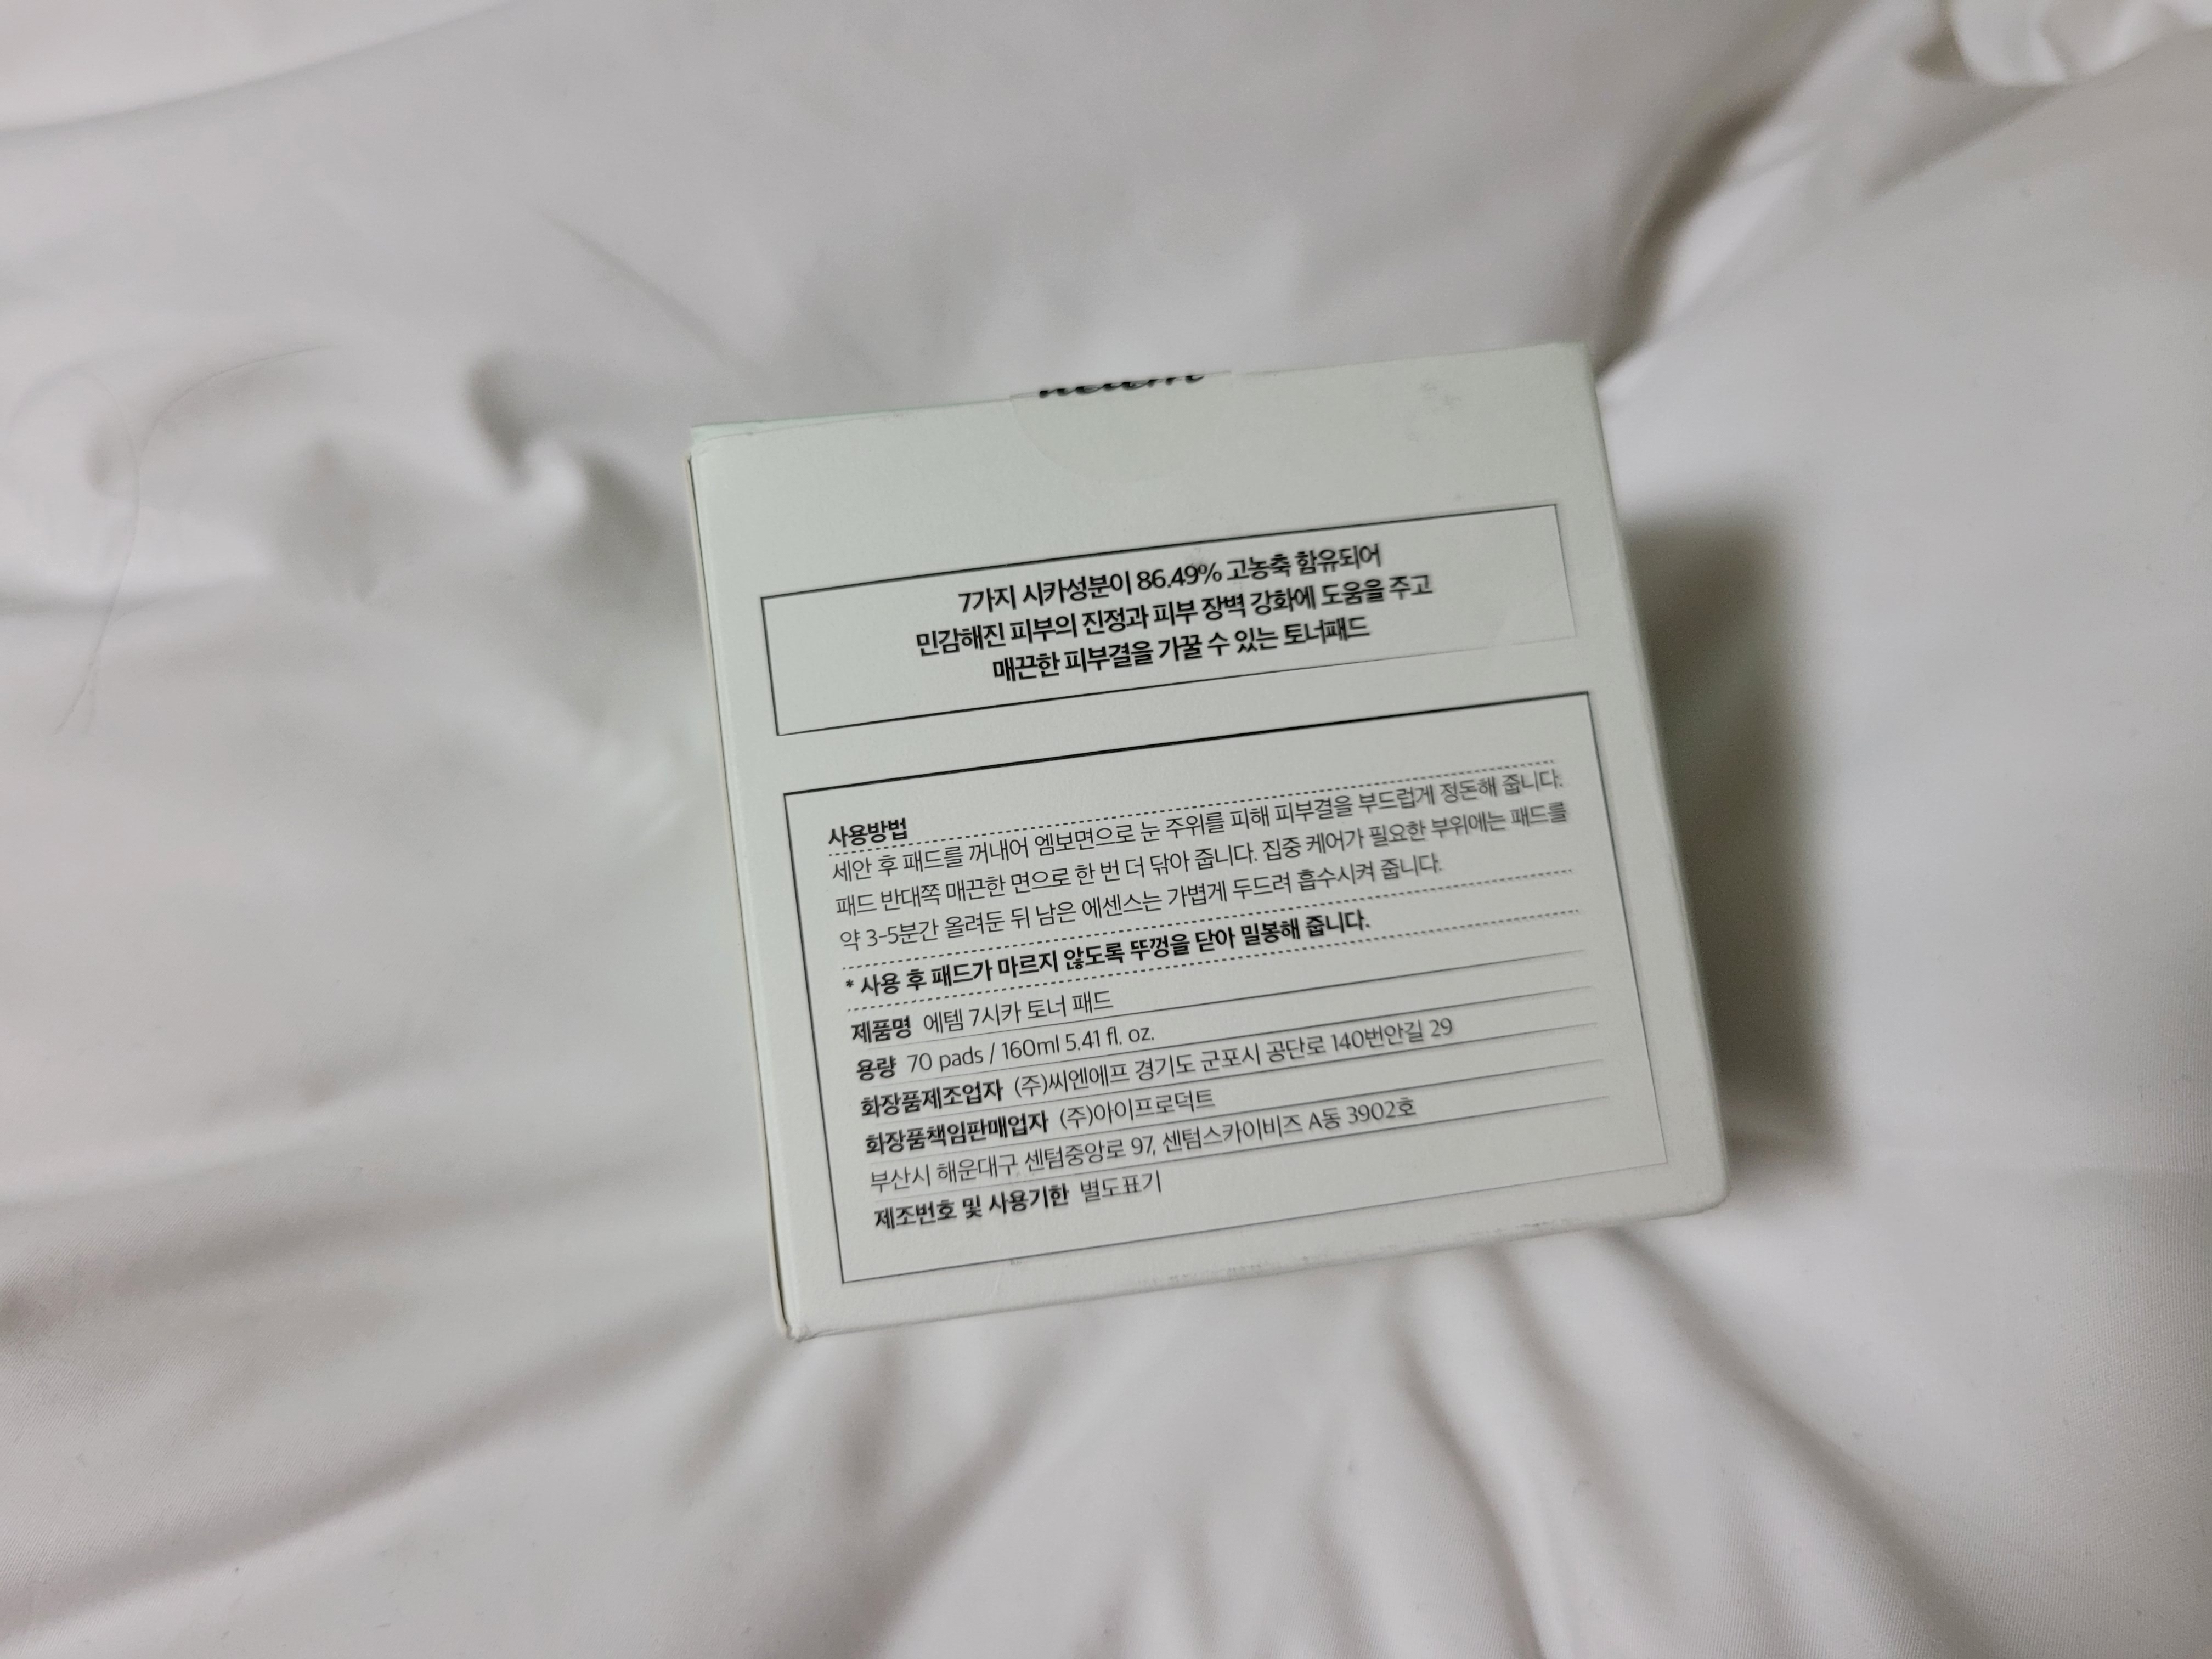 7가지 시카성분이 86.49% 고농축 함유되어
민감해진 피부의 진정과 피부 장벽 강화에 도움을 주고
매끈한 피부결을 가꿀 수 있는 토너패드
사용방법
세안 후 패드를 꺼내어 엠보면으로 눈 주위를 피해 피부결을 부드럽게 정돈해 줍니다.
패드 반대쪽 매끈한 면으로 한 번 더 닦아 줍니다. 집중 케어가 필요한 부위에는 패드를
약 3-5분간 올려둔 뒤 남은 에센스는 가볍게 두드려 흡수시켜 줍니다.
* 사용 후 패드가 마르지 않도록 뚜껑을 닫아 밀봉해 줍니다.
제품명 에템 7시카 토너 패드
용량 70 pads / 160ml 5.41 fl. oz.
화장품제조업자 (주)씨엔에프 경기도 군포시 공단로 140번안길 29
화장품책임판매업자 (주)아이프로덕트
부산시 해운대구 센텀중앙로 97, 센텀스카이비즈 A동 3902호
제조번호 및 사용기한 별도표기